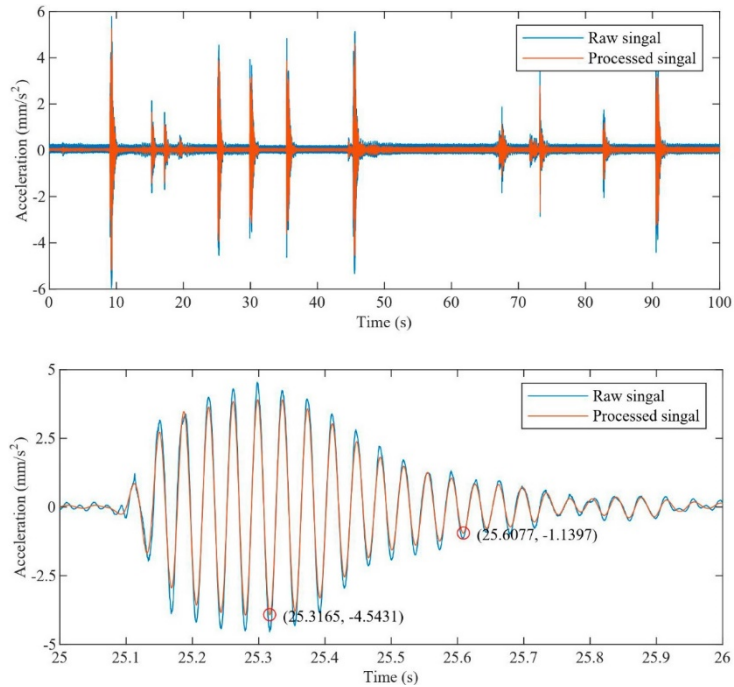 6
4
2
0
-2
-4
-6
Acceleration (mm/s²)
Raw singal
Processed singal
0 10 20 30 40 50 60 70 80 90 100
Time (s)
5
2.5
0
-2.5
-5
Acceleration (mm/s²)
Raw singal
Processed singal
(25.6077, -1.1397)
(25.3165, -4.5431)
25 25.1 25.2 25.3 25.4 25.5 25.6 25.7 25.8 25.9 26
Time (s)